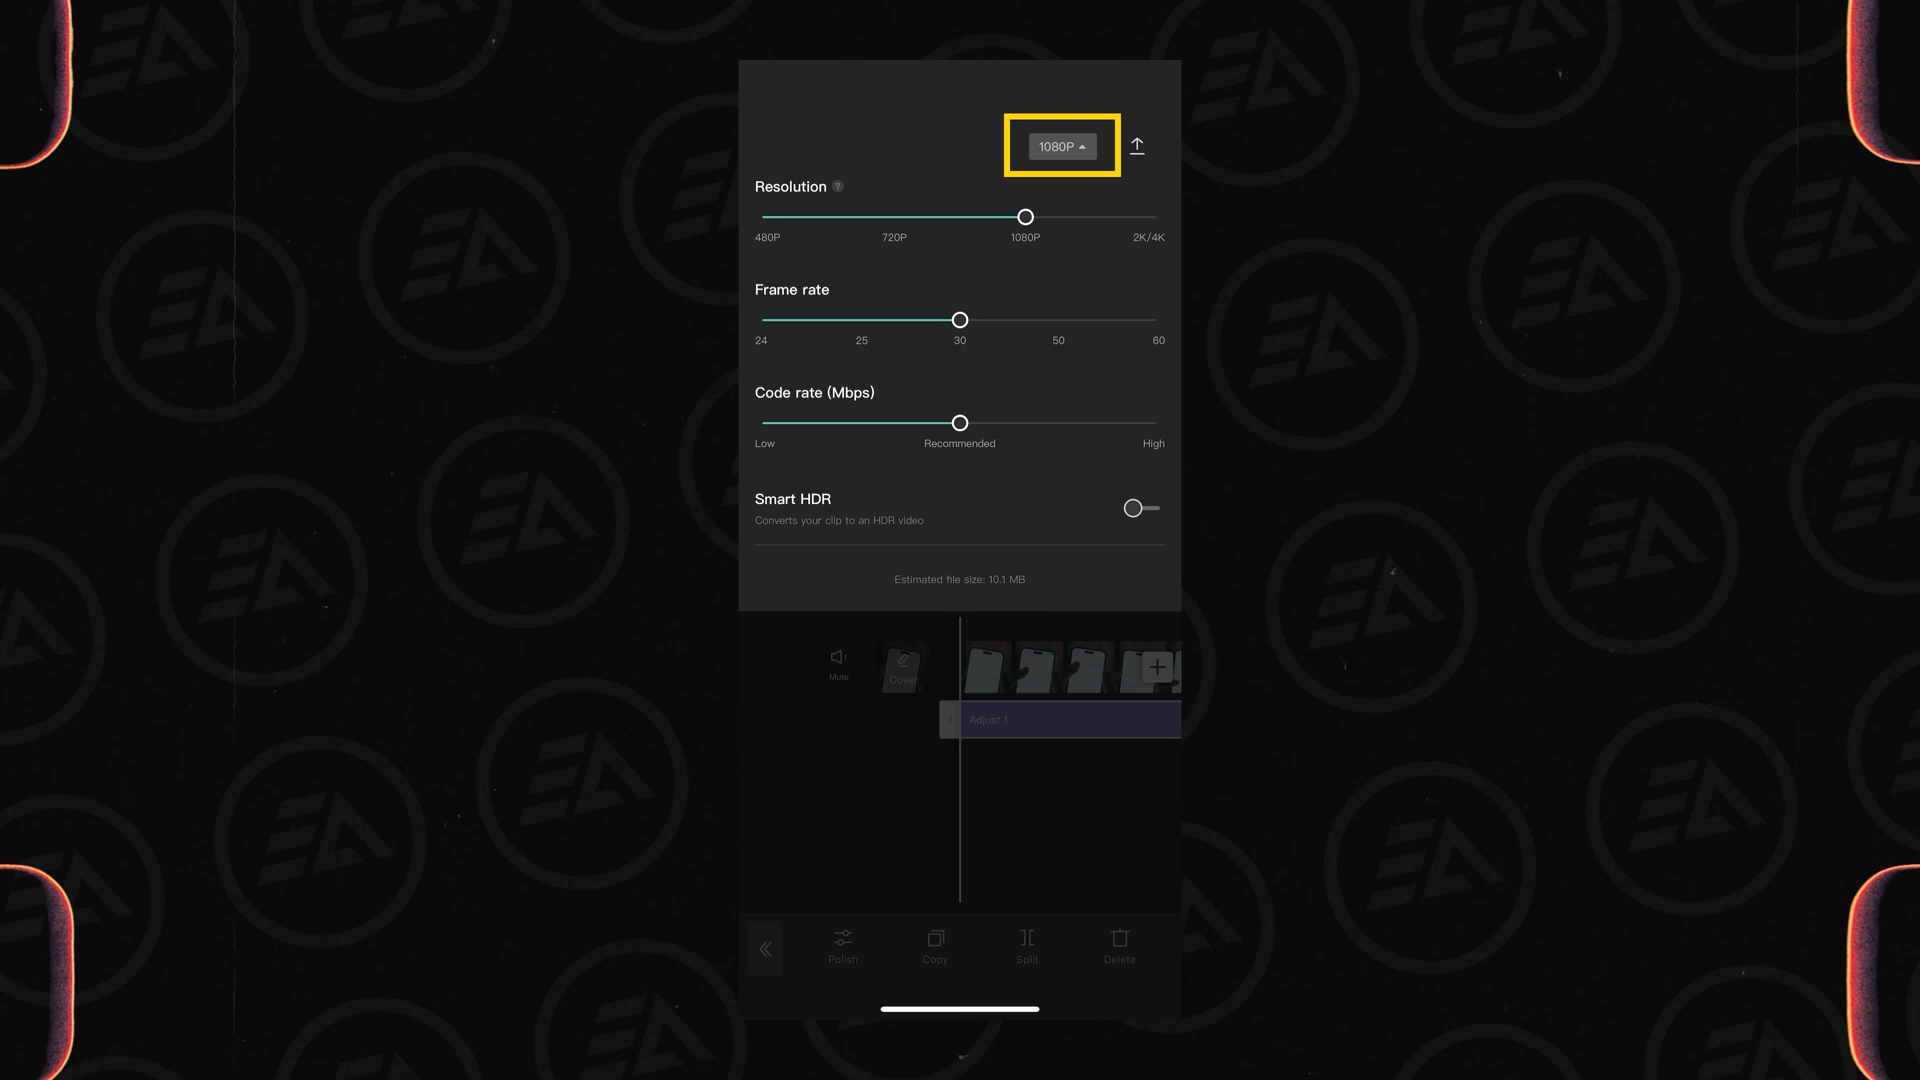 1080P
Resolution ?
480P 720P 1080P 2K/4K
Frame rate
24 25 30 50 60
Code rate (Mbps)
Low Recommended High
Smart HDR
Converts your clip to an HDR video
Estimated file size: 10.1 MB
Mute
Cover
Adjust 1
Polish Copy Split Delete